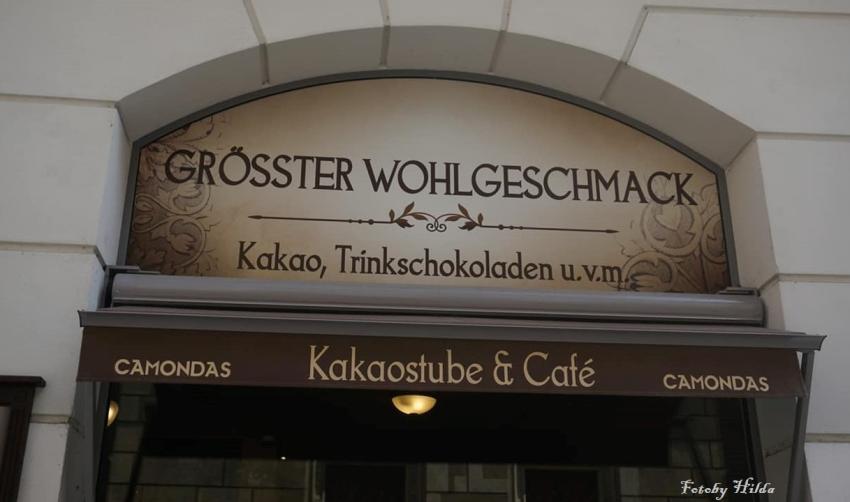 GRÖSSTER WOHLGESCHMACK
Kakao, Trinkschokoladen u.v.m.
CAMONDAS Kakaostube & Café CAMONDAS
Fotoby Hilda